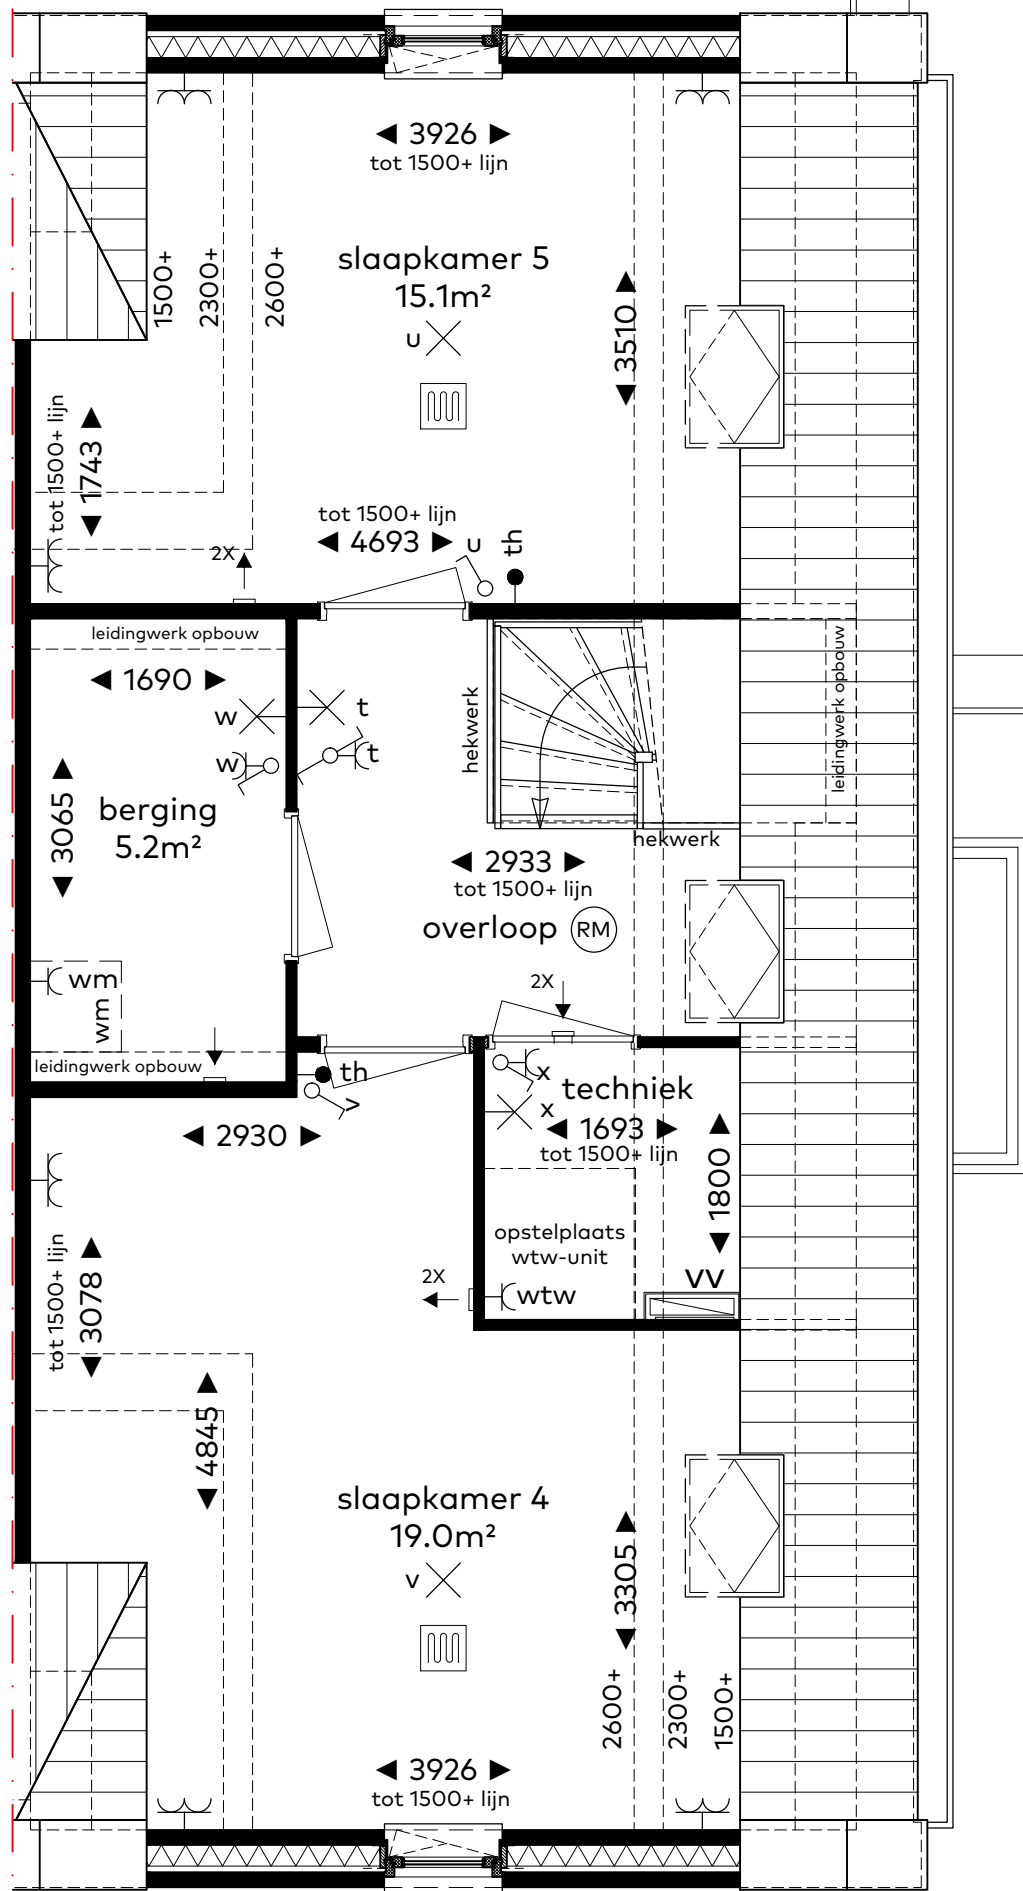 3926
tot 1500+ lijn
slaapkamer 5
15.1m²
u
1500+
2300+
2600+
3510
tot 1500+ lijn
1743
tot 1500+ lijn
4693
u
th
2X
leidingwerk opbouw
1690
w
t
w
t
hekwerk
leidingwerk opbouw
3065
berging
5.2m²
hekwerk
2933
tot 1500+ lijn
overloop
RM
wm
wm
2X
leidingwerk opbouw
th
v
x
techniek
x
1693
tot 1500+ lijn
1800
2930
opstelplaats
wtw-unit
vv
wtw
2X
tot 1500+ lijn
3078
4845
slaapkamer 4
19.0m²
v
3305
2600+
2300+
1500+
3926
tot 1500+ lijn